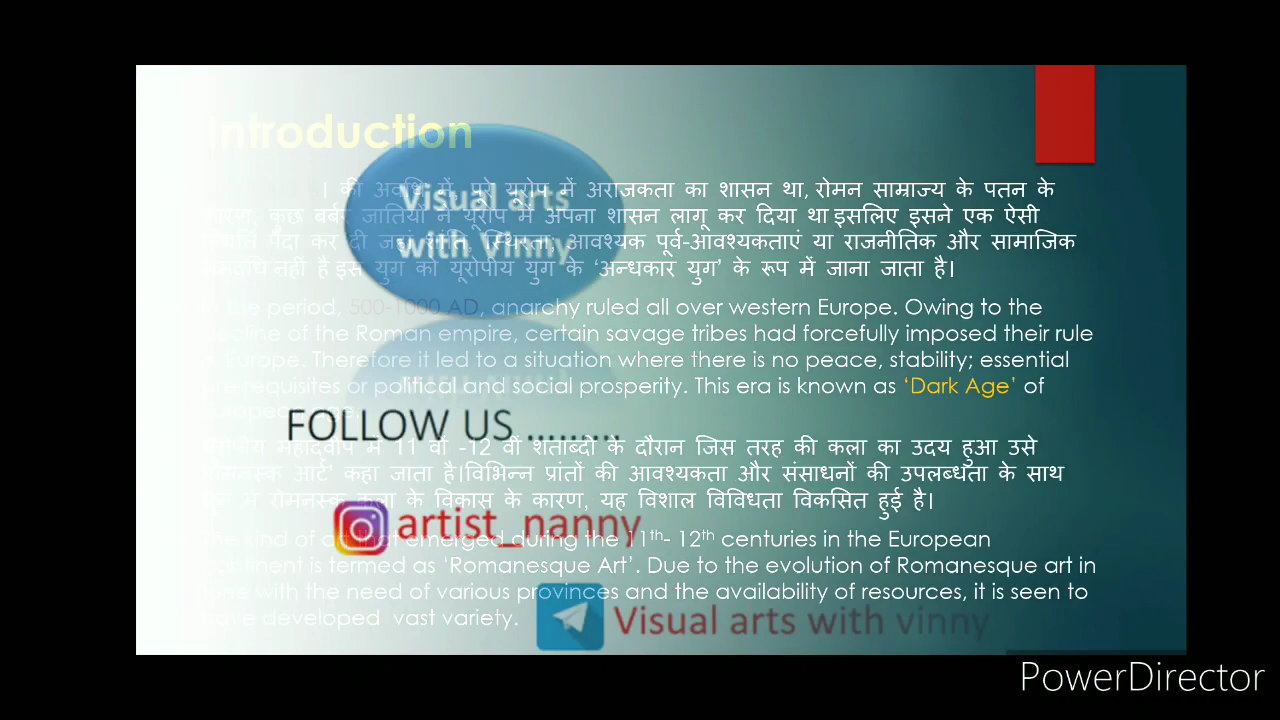 Introduction
Visual arts
with Vinny
। की अवधि में, पूरे यूरोप में अराजकता का शासन था, रोमन साम्राज्य के पतन के
कारण, कुछ बर्बर जातियों ने यूरोप में अपना शासन लागू कर दिया था इसलिए इसने एक ऐसी
स्थिति पैदा कर दी जहां शांति, स्थिरता, आवश्यक पूर्व-आवश्यकताएं या राजनीतिक और सामाजिक
नहीं है इस युग को यूरोपीय युग के ‘अन्धकार युग’ के रूप में जाना जाता है।
the period, 500-1000 AD, anarchy ruled all over western Europe. Owing to the
decline of the Roman empire, certain savage tribes had forcefully imposed their rule
Europe. Therefore it led to a situation where there is no peace, stability; essential
pre-requisites or political and social prosperity. This era is known as ‘Dark Age’ of
FOLLOW US ........
महाद्वीप में 11 वीं -12 वीं शताब्दी के दौरान जिस तरह की कला का उदय हुआ उसे
आर्ट' कहा जाता है।विभिन्न प्रांतों की आवश्यकता और संसाधनों की उपलब्धता के साथ
में रोमनस्क कला के विकास के कारण, यह विशाल विविधता विकसित हुई है।
artist_nanny
The kind of art that emerged during the 11th- 12th centuries in the European
continent is termed as ‘Romanesque Art’. Due to the evolution of Romanesque art in
with the need of various provinces and the availability of resources, it is seen to
have developed vast variety.
Visual arts with vinny
PowerDirector